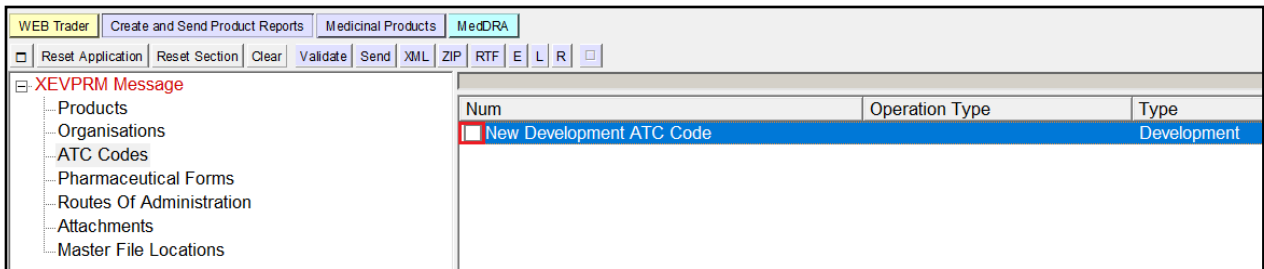 WEB Trader Create and Send Product Reports Medicinal Products MedDRA
Reset Application Reset Section Clear Validate Send XML ZIP RTF E L R
XEVPRM Message
Products
Organisations
ATC Codes
Pharmaceutical Forms
Routes Of Administration
Attachments
Master File Locations
Num Operation Type Type
New Development ATC Code Development